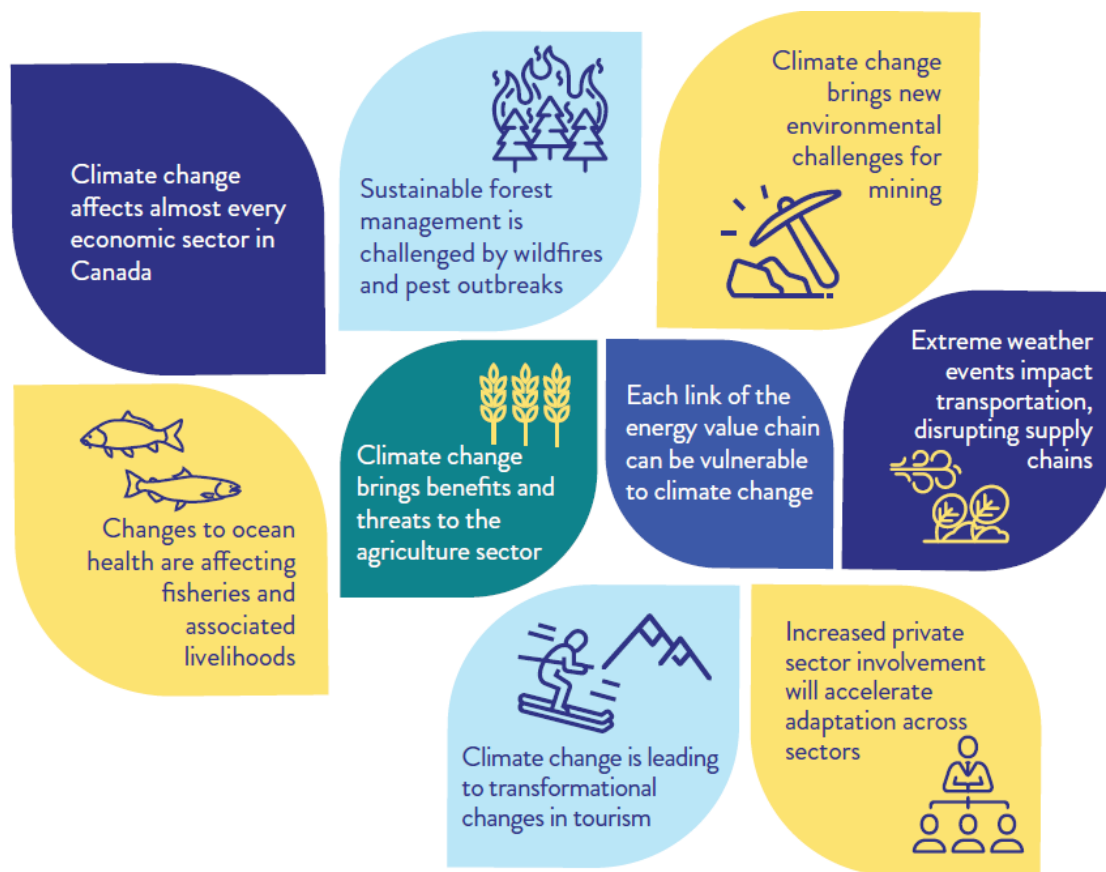 Climate change
affects almost every
economic sector in
Canada
Sustainable forest
management is
challenged by wildfires
and pest outbreaks
Climate change
brings new
environmental
challenges for
mining
Changes to ocean
health are affecting
fisheries and
associated
livelihoods
Climate change
brings benefits and
threats to the
agriculture sector
Each link of the
energy value chain
can be vulnerable
to climate change
Extreme weather
events impact
transportation,
disrupting supply
chains
Climate change is leading
to transformational
changes in tourism
Increased private
sector involvement
will accelerate
adaptation across
sectors